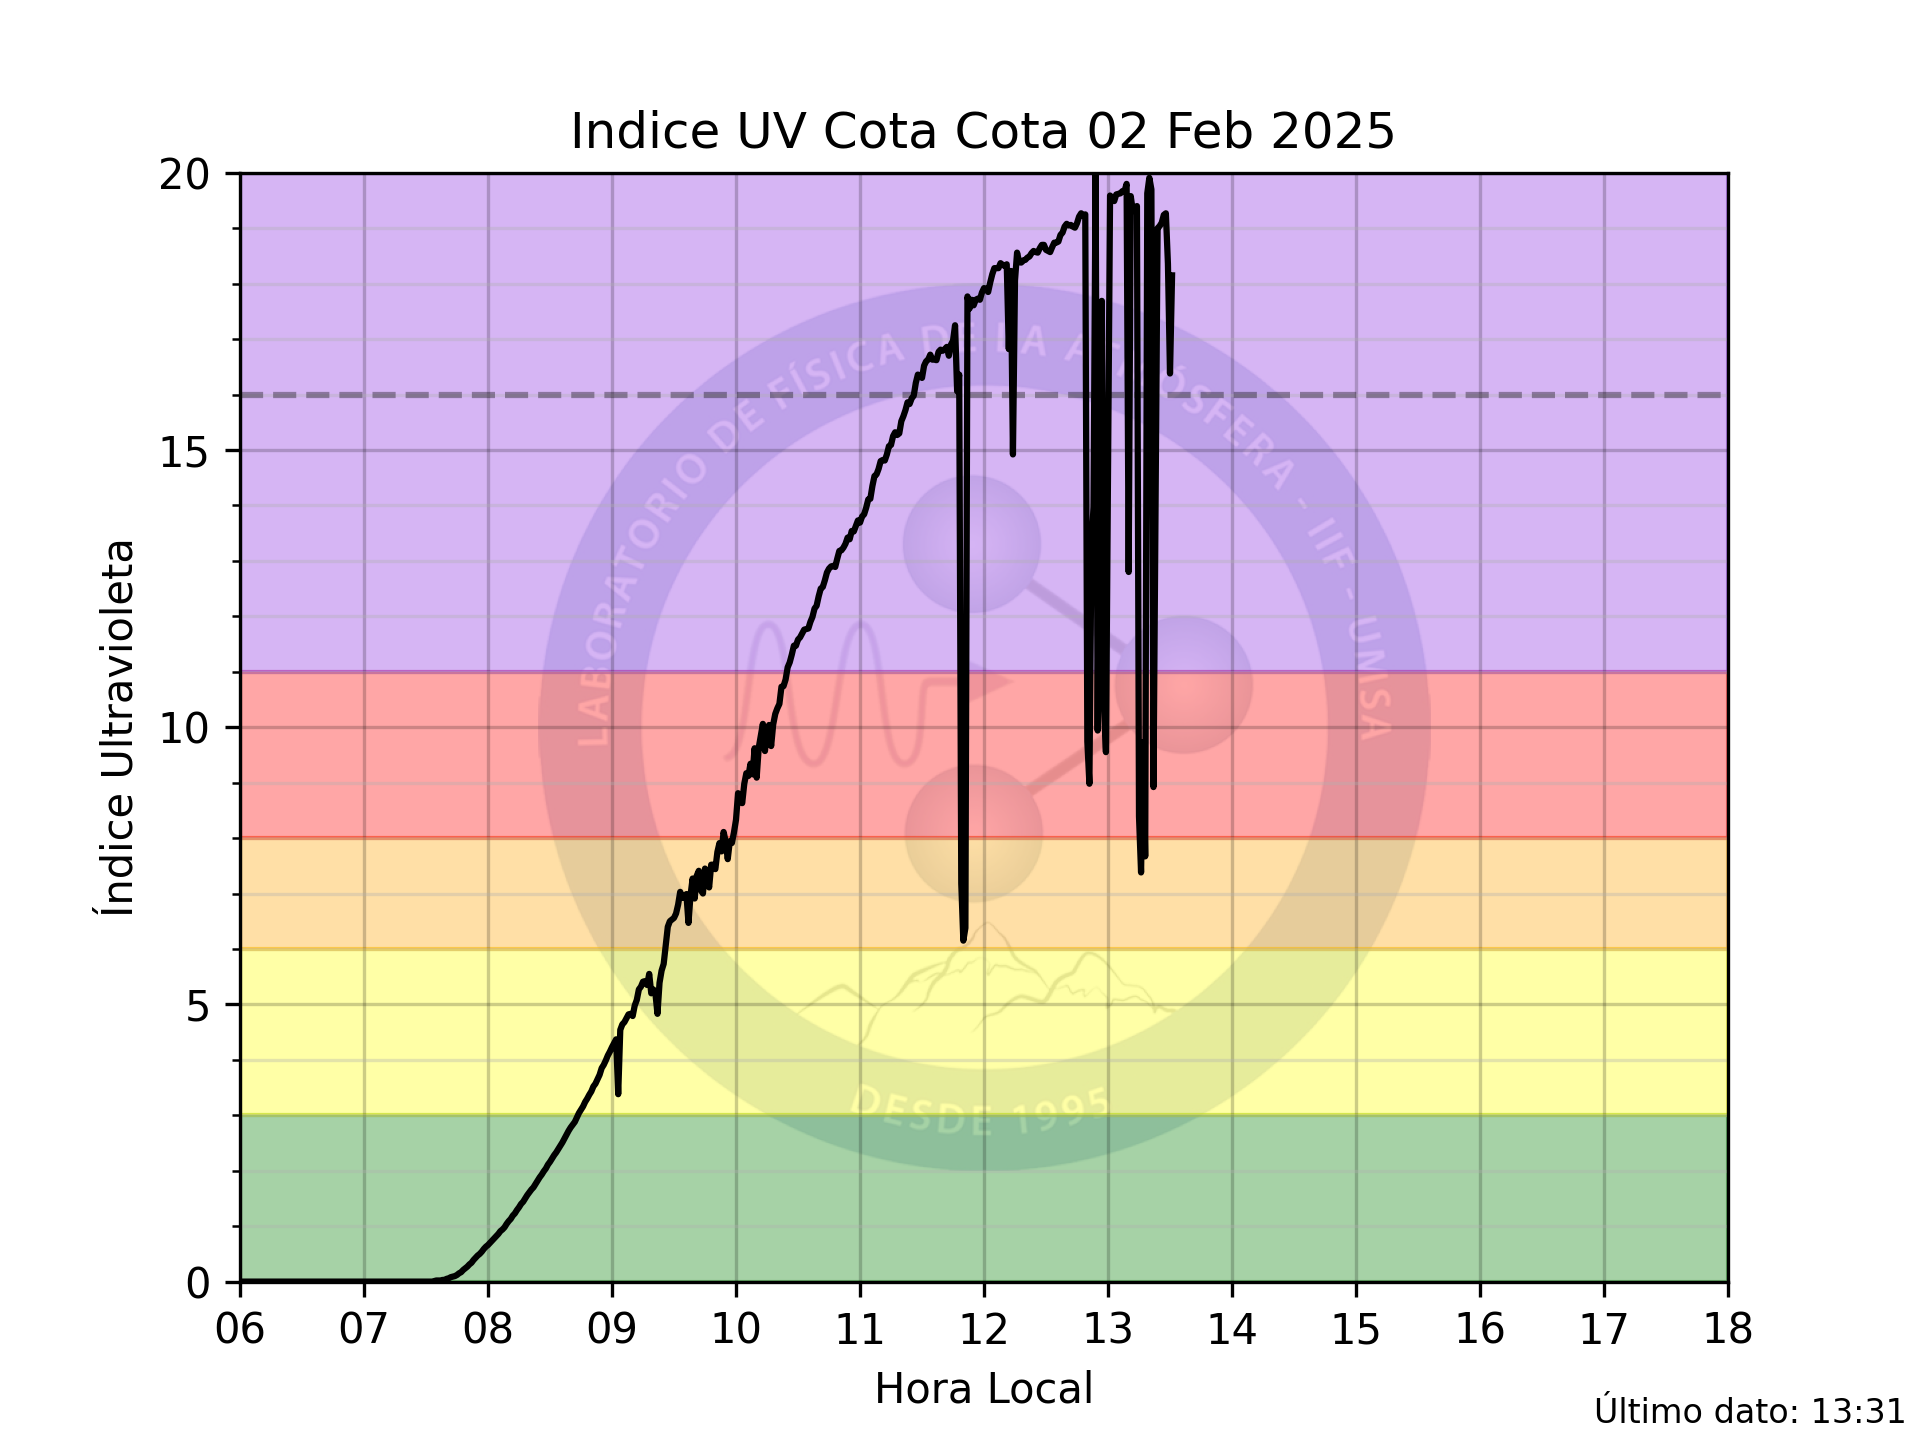 Indice UV Cota Cota 02 Feb 2025
20
15
10
5
0
Índice Ultravioleta
LABORATORIO DE FÍSICA DE LA ATMÓSFERA - IIF - UMSA
DESDE 1995
06 07 08 09 10 11 12 13 14 15 16 17 18
Hora Local
Último dato: 13:31